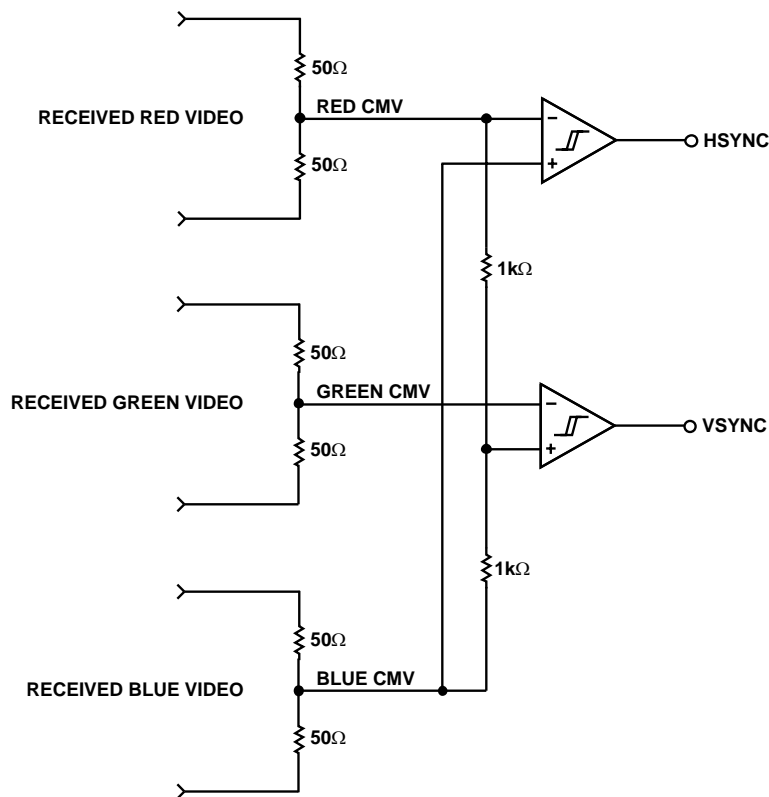 50Ω
RED CMV
RECEIVED RED VIDEO
50Ω
−
+
HSYNC
1kΩ
50Ω
GREEN CMV
RECEIVED GREEN VIDEO
50Ω
−
+
VSYNC
1kΩ
50Ω
BLUE CMV
RECEIVED BLUE VIDEO
50Ω